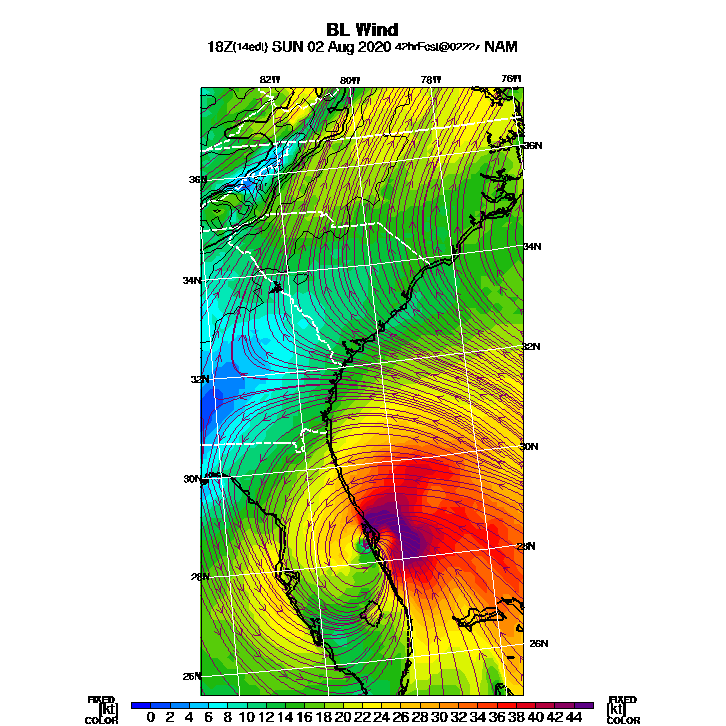 BL Wind
18Z(14edt) SUN 02 Aug 2020 42hrFcst@0222z NAM
82W 80W 78W 76W
36N
36N
34N
34N
32N
32N
30N
30N
28N
28N
26N
26N
FIXED FIXED
[kt] 0 2 4 6 8 10 12 14 16 18 20 22 24 26 28 30 32 34 36 38 40 42 44 [kt]
COLOR COLOR